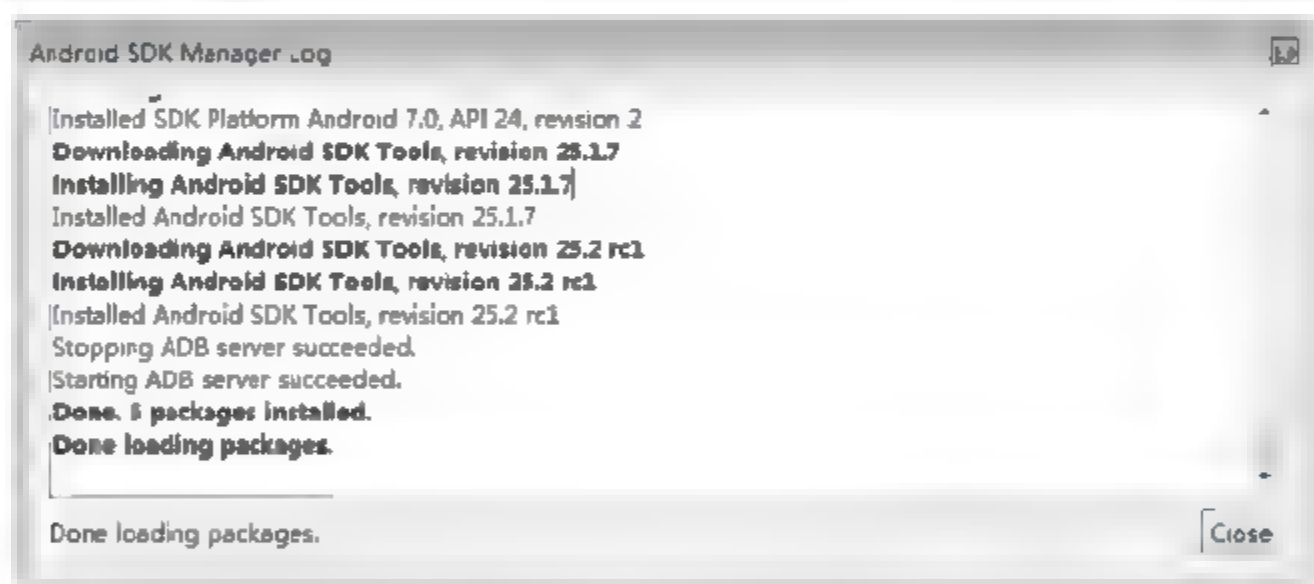 Android SDK Manager Log
Installed SDK Platform Android 7.0, API 24, revision 2
Downloading Android SDK Tools, revision 25.1.7
Installing Android SDK Tools, revision 25.1.7
Installed Android SDK Tools, revision 25.1.7
Downloading Android SDK Tools, revision 25.2 rc1
Installing Android SDK Tools, revision 25.2 rc1
Installed Android SDK Tools, revision 25.2 rc1
Stopping ADB server succeeded.
Starting ADB server succeeded.
Done. packages installed.
Done loading packages.
Done loading packages.
Close